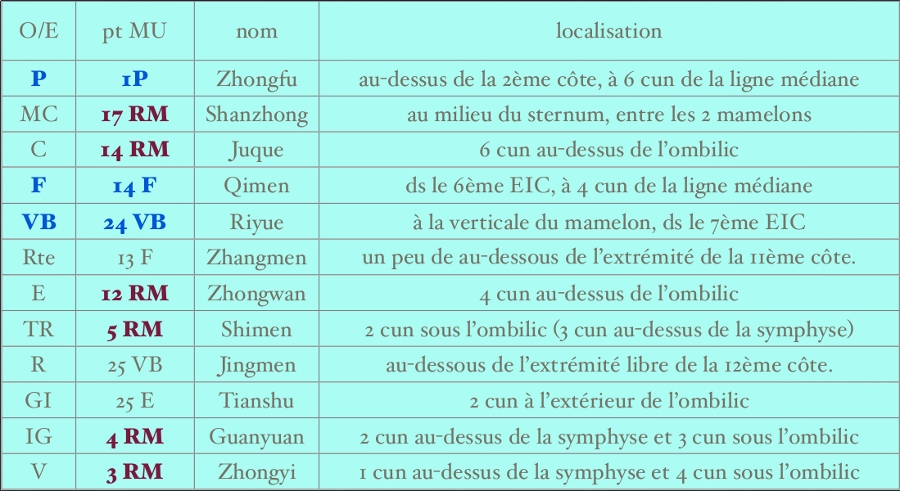 O/E pt MU nom localisation
P 1P Zhongfu au-dessus de la 2ème côte, à 6 cun de la ligne médiane
MC 17 RM Shanzhong au milieu du sternum, entre les 2 mamelons
C 14 RM Juque 6 cun au-dessus de l'ombilic
F 14 F Qimen ds le 6ème EIC, à 4 cun de la ligne médiane
VB 24 VB Riyue à la verticale du mamelon, ds le 7ème EIC
Rte 13 F Zhangmen un peu de au-dessous de l'extrémité de la 11ème côte.
E 12 RM Zhongwan 4 cun au-dessus de l'ombilic
TR 5 RM Shimen 2 cun sous l'ombilic (3 cun au-dessus de la symphyse)
R 25 VB Jingmen au-dessous de l'extrémité libre de la 12ème côte.
GI 25 E Tianshu 2 cun à l'extérieur de l'ombilic
IG 4 RM Guanyuan 2 cun au-dessus de la symphyse et 3 cun sous l'ombilic
V 3 RM Zhongyi 1 cun au-dessus de la symphyse et 4 cun sous l'ombilic